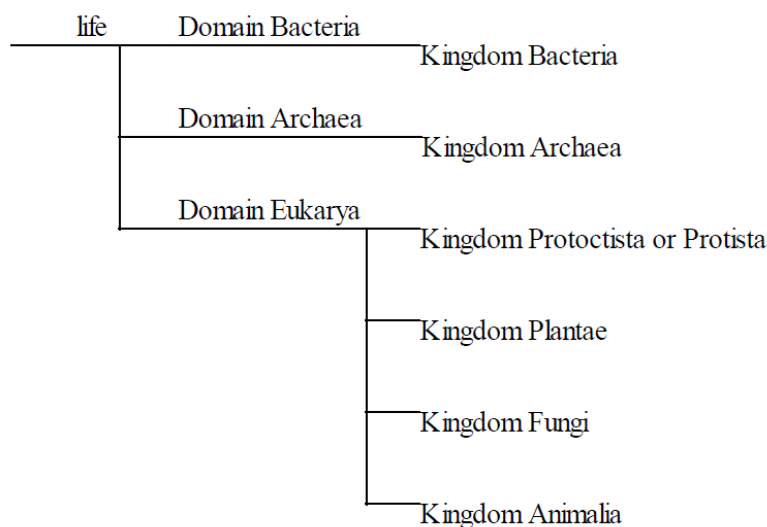 life
Domain Bacteria
Kingdom Bacteria
Domain Archaea
Kingdom Archaea
Domain Eukarya
Kingdom Protoctista or Protista
Kingdom Plantae
Kingdom Fungi
Kingdom Animalia